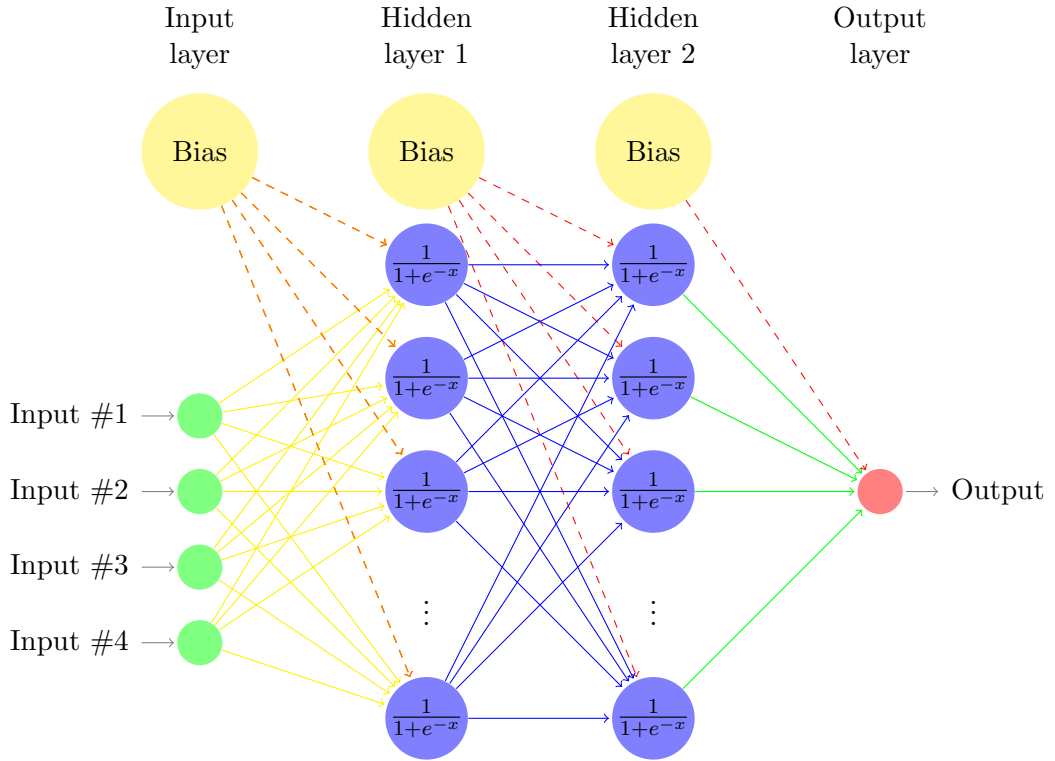 Input
layer
Hidden
layer 1
Hidden
layer 2
Output
layer
Bias
Bias
Bias
1
1+e^{-x}
1
1+e^{-x}
1
1+e^{-x}
1
1+e^{-x}
Input #1
Input #2
1
1+e^{-x}
1
1+e^{-x}
Output
Input #3
⋮
⋮
Input #4
1
1+e^{-x}
1
1+e^{-x}